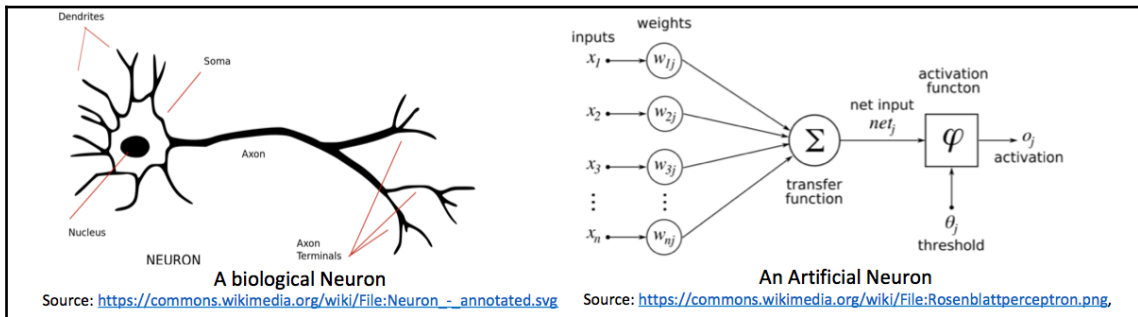 Dendrites
Soma
Axon
Nucleus
Axon
Terminals
NEURON
A biological Neuron
Source: https://commons.wikimedia.org/wiki/File:Neuron_-_annotated.svg
weights
inputs
x1 w1j
x2 w2j
x3 w3j
⋮ ⋮
xn wnj
Σ
transfer
function
net input
netj
activation
functon
φ
oj
activation
θj
threshold
An Artificial Neuron
Source: https://commons.wikimedia.org/wiki/File:Rosenblattperceptron.png,